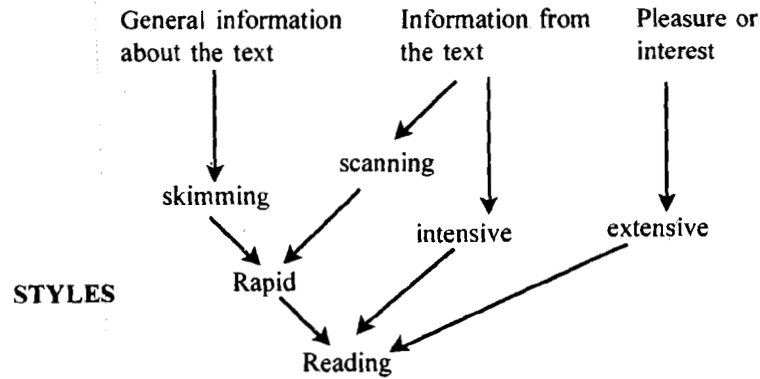 General information
about the text
Information from
the text
Pleasure or
interest
scanning
skimming
intensive
extensive
Rapid
STYLES
Reading